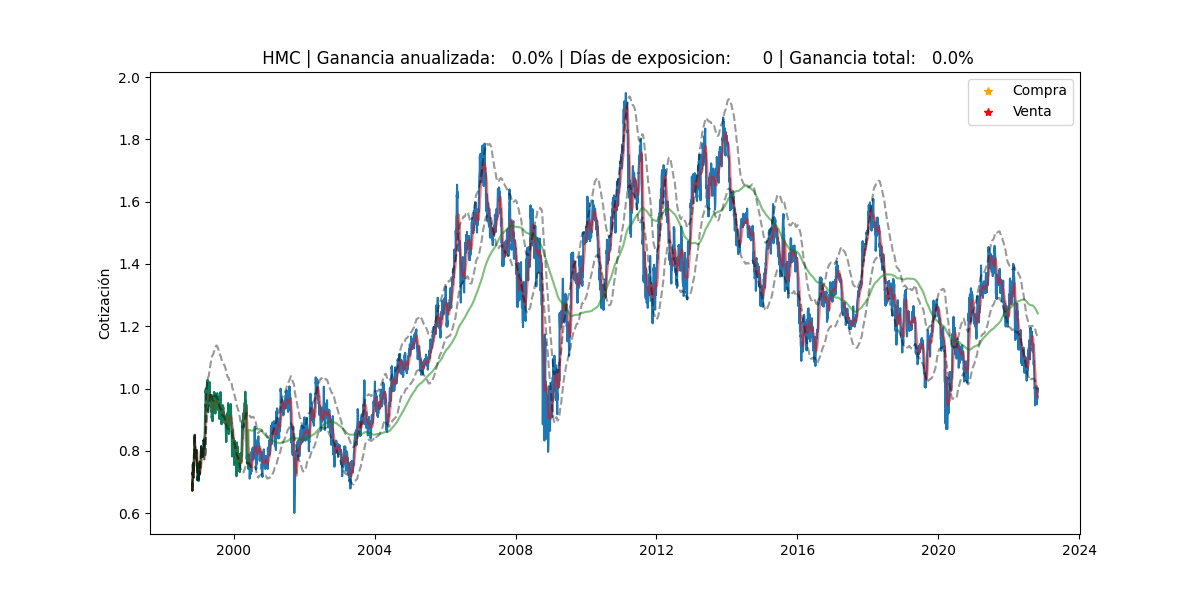 HMC | Ganancia anualizada: 0.0% | Días de exposicion: 0 | Ganancia total: 0.0%
Compra
Venta
Cotización
2.0
1.8
1.6
1.4
1.2
1.0
0.8
0.6
2000 2004 2008 2012 2016 2020 2024